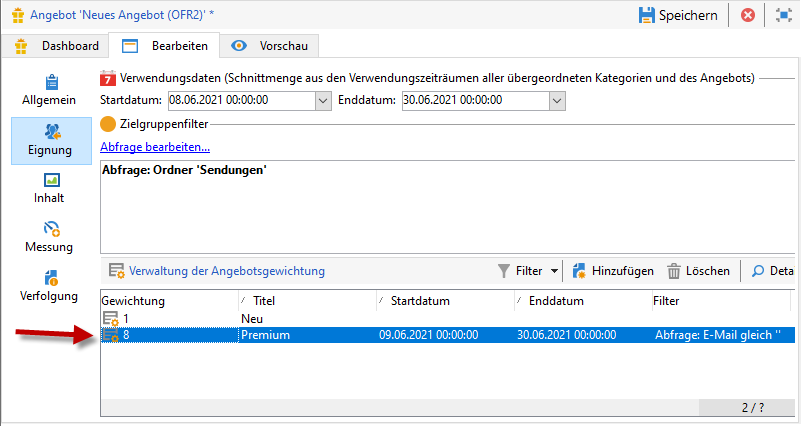 Angebot 'Neues Angebot (OFR2)' *
Speichern
Dashboard Bearbeiten Vorschau
Allgemein
Eignung
Inhalt
Messung
Verfolgung
7 Verwendungsdaten (Schnittmenge aus den Verwendungszeiträumen aller übergeordneten Kategorien und des Angebots)
Startdatum: 08.06.2021 00:00:00 Enddatum: 30.06.2021 00:00:00
Zielgruppenfilter
Abfrage bearbeiten...
Abfrage: Ordner 'Sendungen'
Verwaltung der Angebotsgewichtung Filter Hinzufügen Löschen Detai
Gewichtung Titel Startdatum Enddatum Filter
1 Neu
8 Premium 09.06.2021 00:00:00 30.06.2021 00:00:00 Abfrage: E-Mail gleich ''
2 / ?